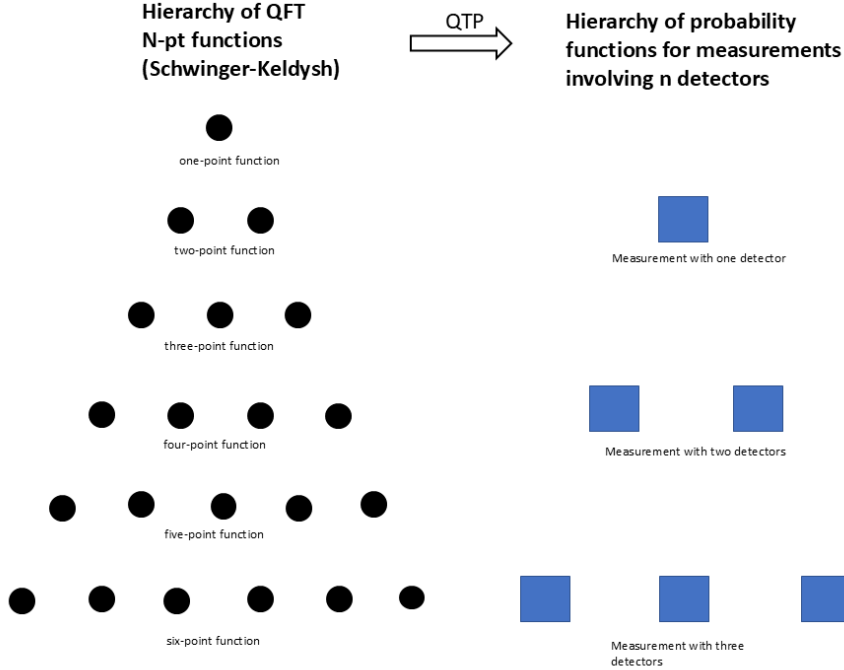 Hierarchy of QFT
N-pt functions
(Schwinger-Keldysh)
QTP
Hierarchy of probability
functions for measurements
involving n detectors
one-point function
two-point function
Measurement with one detector
three-point function
four-point function
Measurement with two detectors
five-point function
six-point function
Measurement with three
detectors